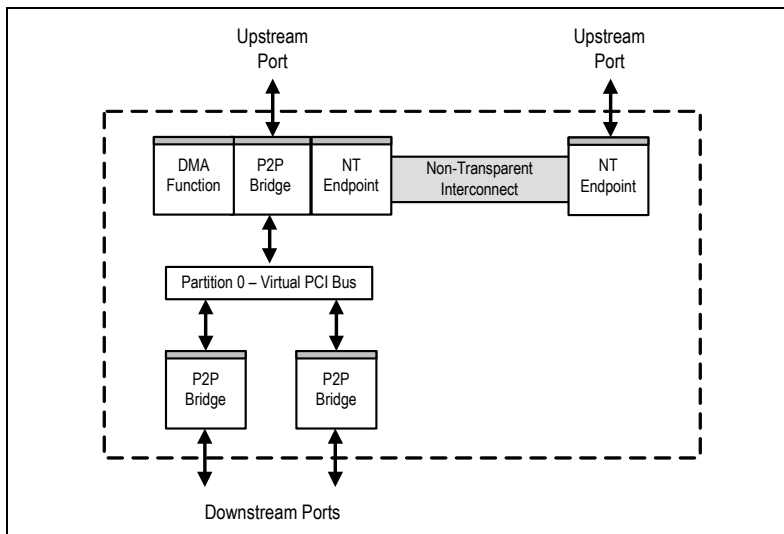 Upstream
Port
Upstream
Port
DMA
Function
P2P
Bridge
NT
Endpoint
Non-Transparent
Interconnect
NT
Endpoint
Partition 0 – Virtual PCI Bus
P2P
Bridge
P2P
Bridge
Downstream Ports